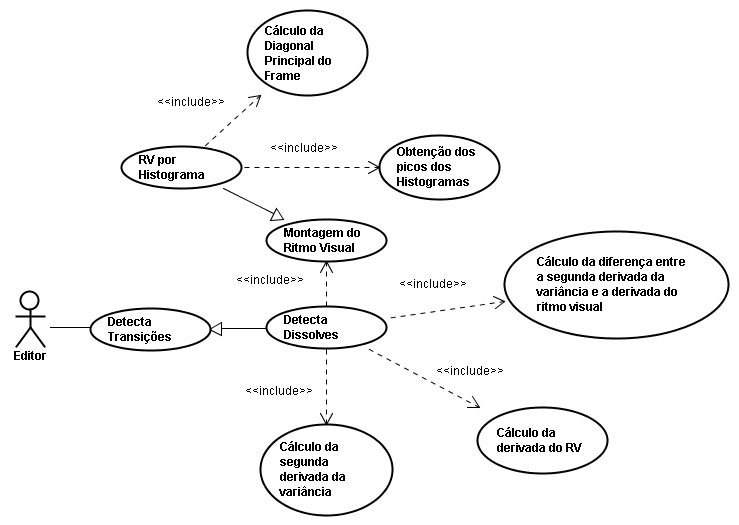 Cálculo da
Diagonal
Principal do
Frame
<<include>>
<<include>>
RV por
Histograma
Obtenção dos
picos dos
Histogramas
Montagem do
Ritmo Visual
Cálculo da diferença entre
a segunda derivada da
variância e a derivada do
ritmo visual
<<include>>
<<include>>
Detecta
Transições
Detecta
Dissolves
Editor
<<include>>
<<include>>
Cálculo da
derivada do RV
Cálculo da
segunda
derivada da
variância